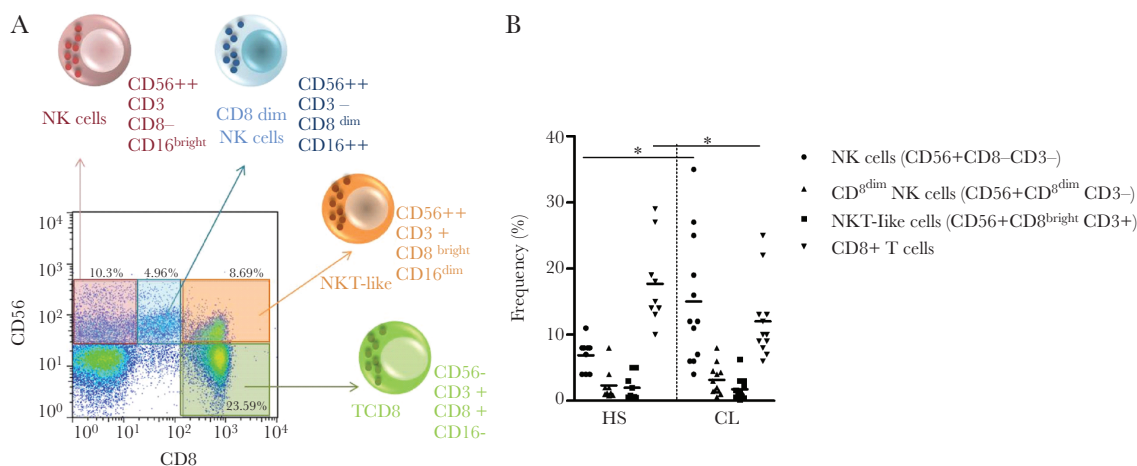 A
NK cells
CD56++
CD3
CD8–
CD16bright
CD8 dim
NK cells
CD56++
CD3 –
CD8 dim
CD16++
NKT-like
CD56++
CD3 +
CD8 bright
CD16dim
TCD8
CD56-
CD3 +
CD8 +
CD16-
10.3%
4.96%
8.69%
23.59%
CD56
10⁴
10³
10²
10¹
10⁰
10⁰ 10¹ 10² 10³ 10⁴
CD8
B
Frequency (%)
40
30
20
10
0
*
*
HS
CL
NK cells (CD56+CD8–CD3–)
CD8dim NK cells (CD56+CD8dim CD3–)
NKT-Like cells (CD56+CD8bright CD3+)
CD8+ T cells